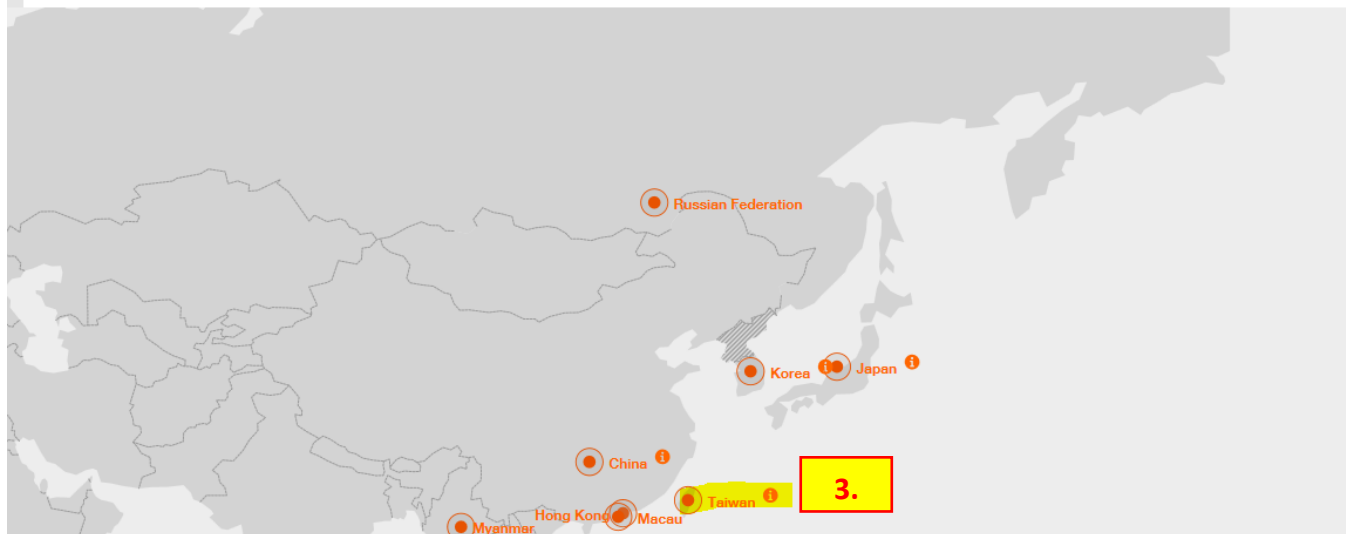 Russian Federation
Korea
Japan
China
Taiwan
3.
Hong Kong
Macau
Myanmar